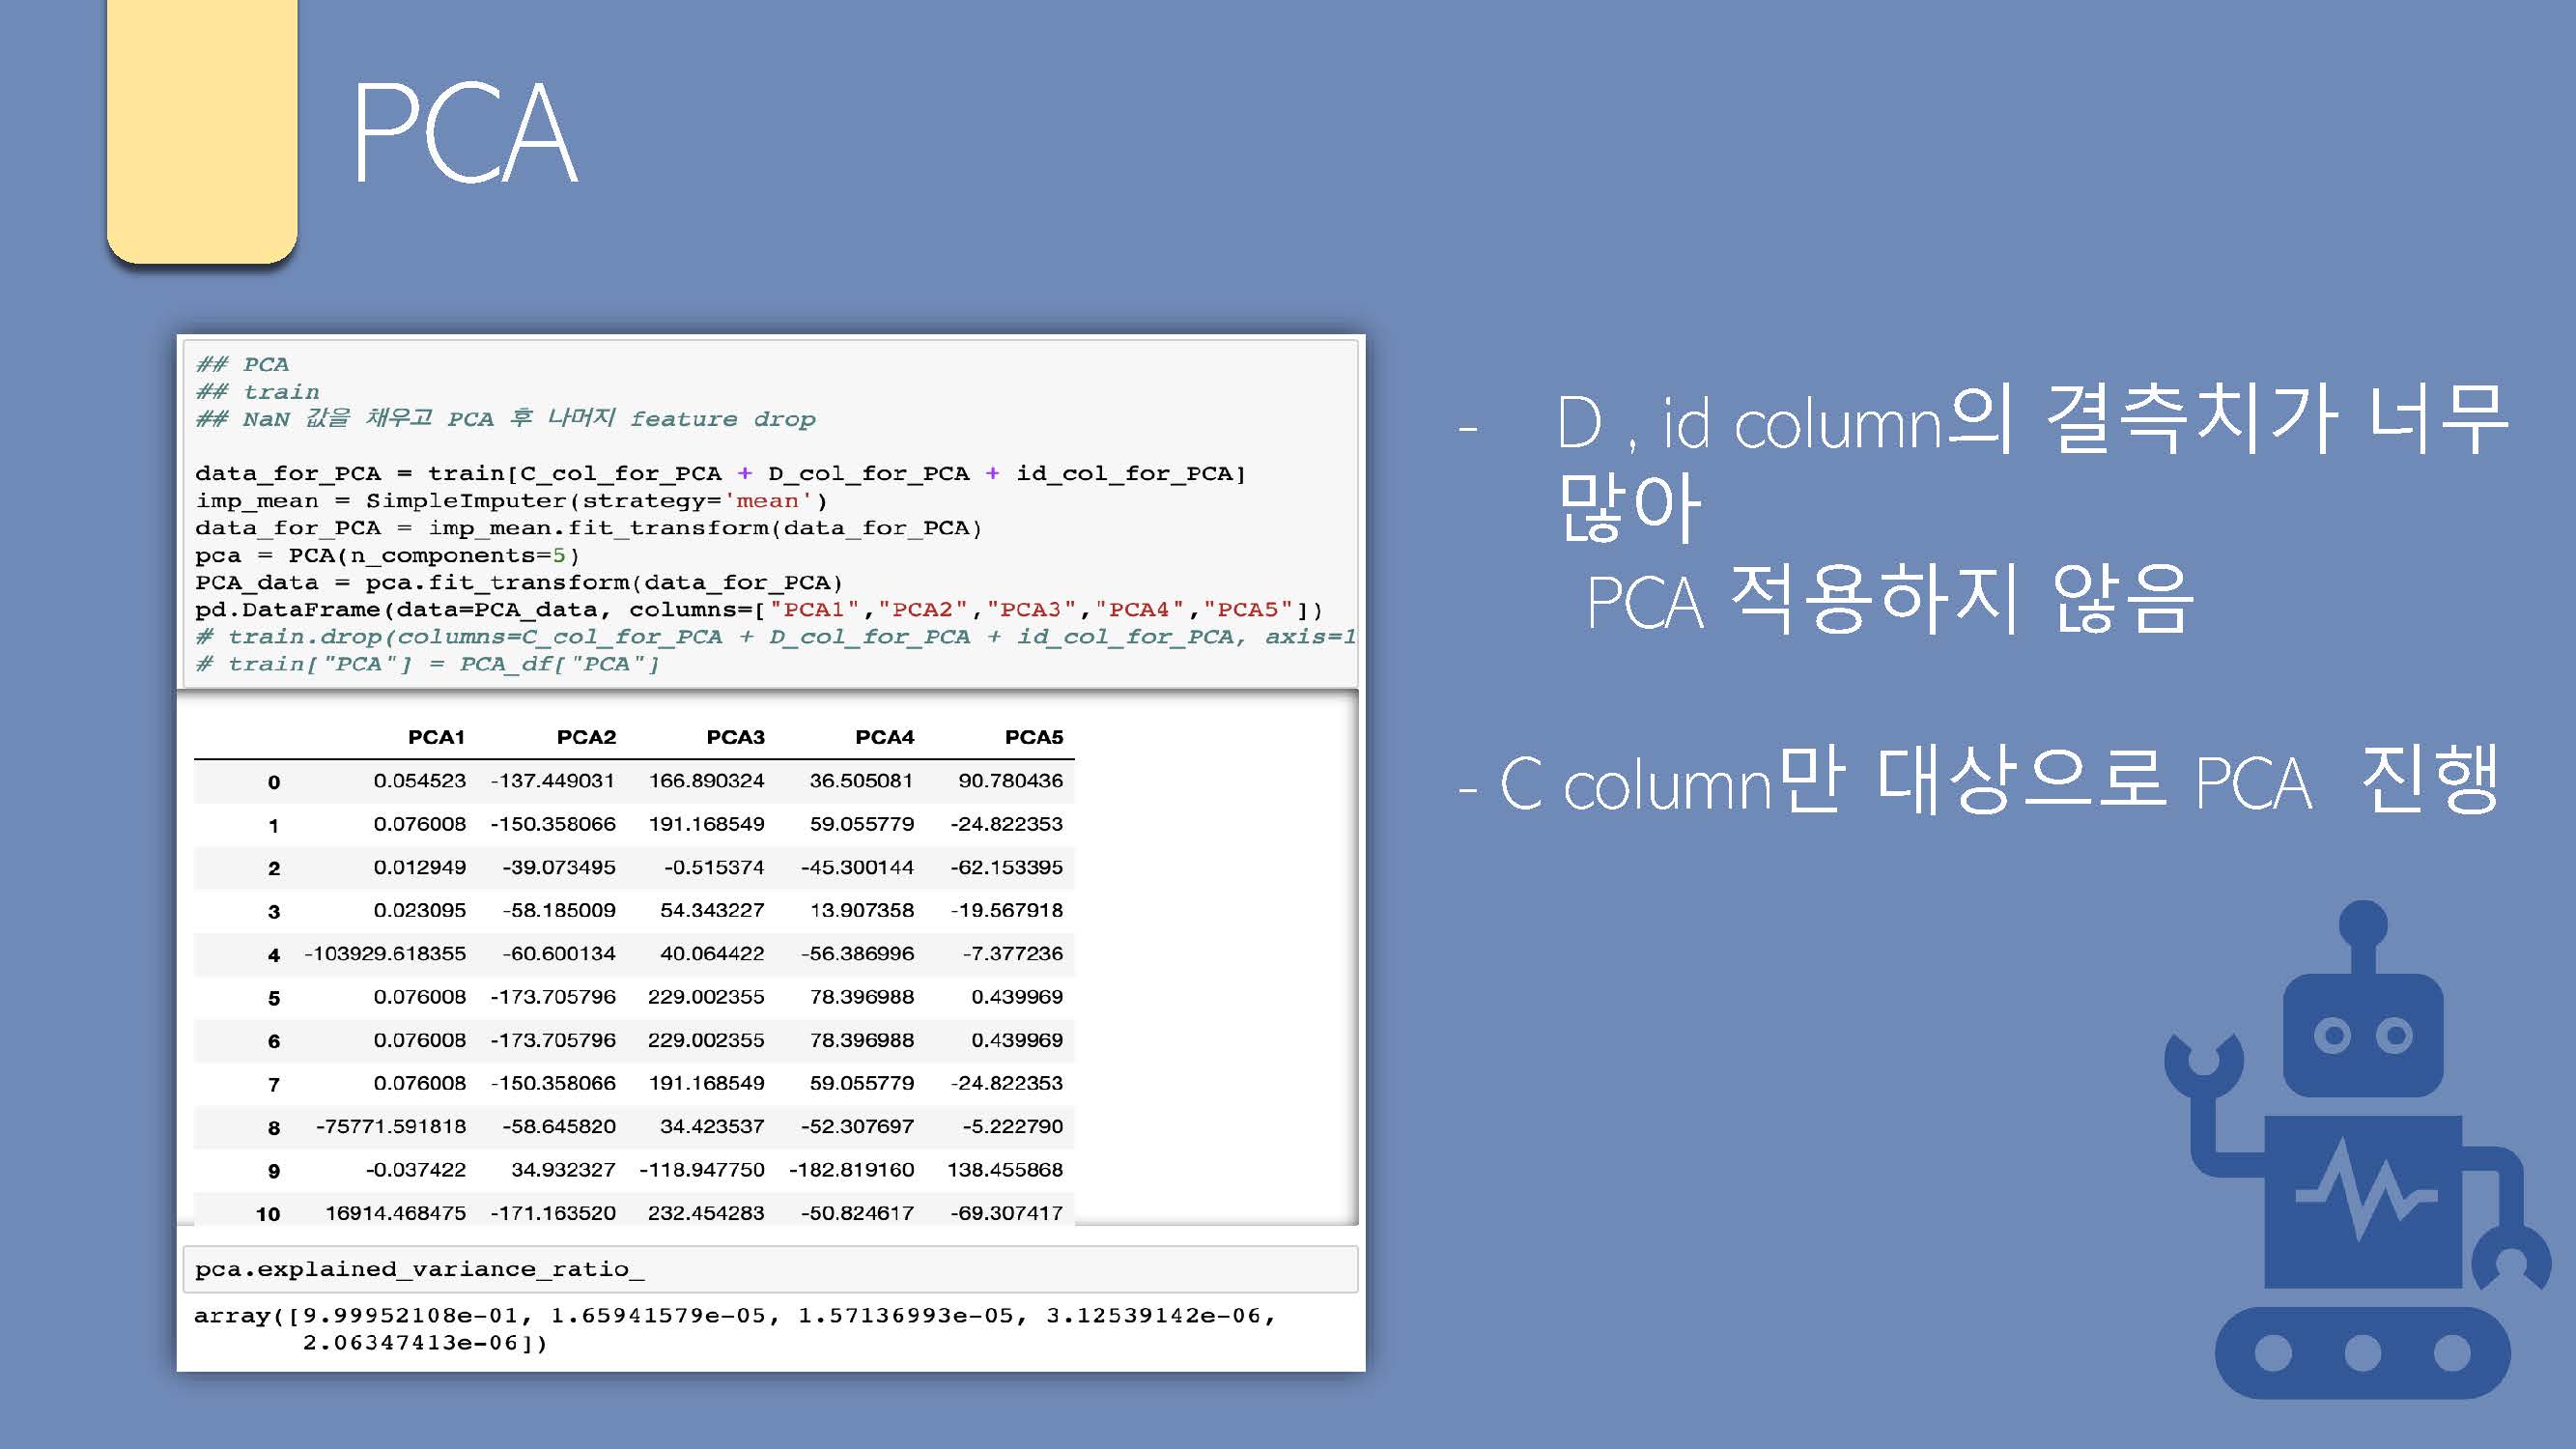 PCA
## PCA
## train
## NaN 값을 채우고 PCA 후 나머지 feature drop
data_for_PCA = train[C_col_for_PCA + D_col_for_PCA + id_col_for_PCA]
imp_mean = SimpleImputer(strategy='mean')
data_for_PCA = imp_mean.fit_transform(data_for_PCA)
pca = PCA(n_components=5)
PCA_data = pca.fit_transform(data_for_PCA)
pd.DataFrame(data=PCA_data, columns=["PCA1","PCA2","PCA3","PCA4","PCA5"])
# train.drop(columns=C_col_for_PCA + D_col_for_PCA + id_col_for_PCA, axis=1
# train["PCA"] = PCA_df["PCA"]
PCA1 PCA2 PCA3 PCA4 PCA5
0 0.054523 -137.449031 166.890324 36.505081 90.780436
1 0.076008 -150.358066 191.168549 59.055779 -24.822353
2 0.012949 -39.073495 -0.515374 -45.300144 -62.153395
3 0.023095 -58.185009 54.343227 13.907358 -19.567918
4 -103929.618355 -60.600134 40.064422 -56.386996 -7.377236
5 0.076008 -173.705796 229.002355 78.396988 0.439969
6 0.076008 -173.705796 229.002355 78.396988 0.439969
7 0.076008 -150.358066 191.168549 59.055779 -24.822353
8 -75771.591818 -58.645820 34.423537 -52.307697 -5.222790
9 -0.037422 34.932327 -118.947750 -182.819160 138.455868
10 16914.468475 -171.163520 232.454283 -50.824617 -69.307417
pca.explained_variance_ratio_
array([9.99952108e-01, 1.65941579e-05, 1.57136993e-05, 3.12539142e-06,
2.06347413e-06])
- D , id column의 결측치가 너무
많아
PCA 적용하지 않음
- C column만 대상으로 PCA 진행